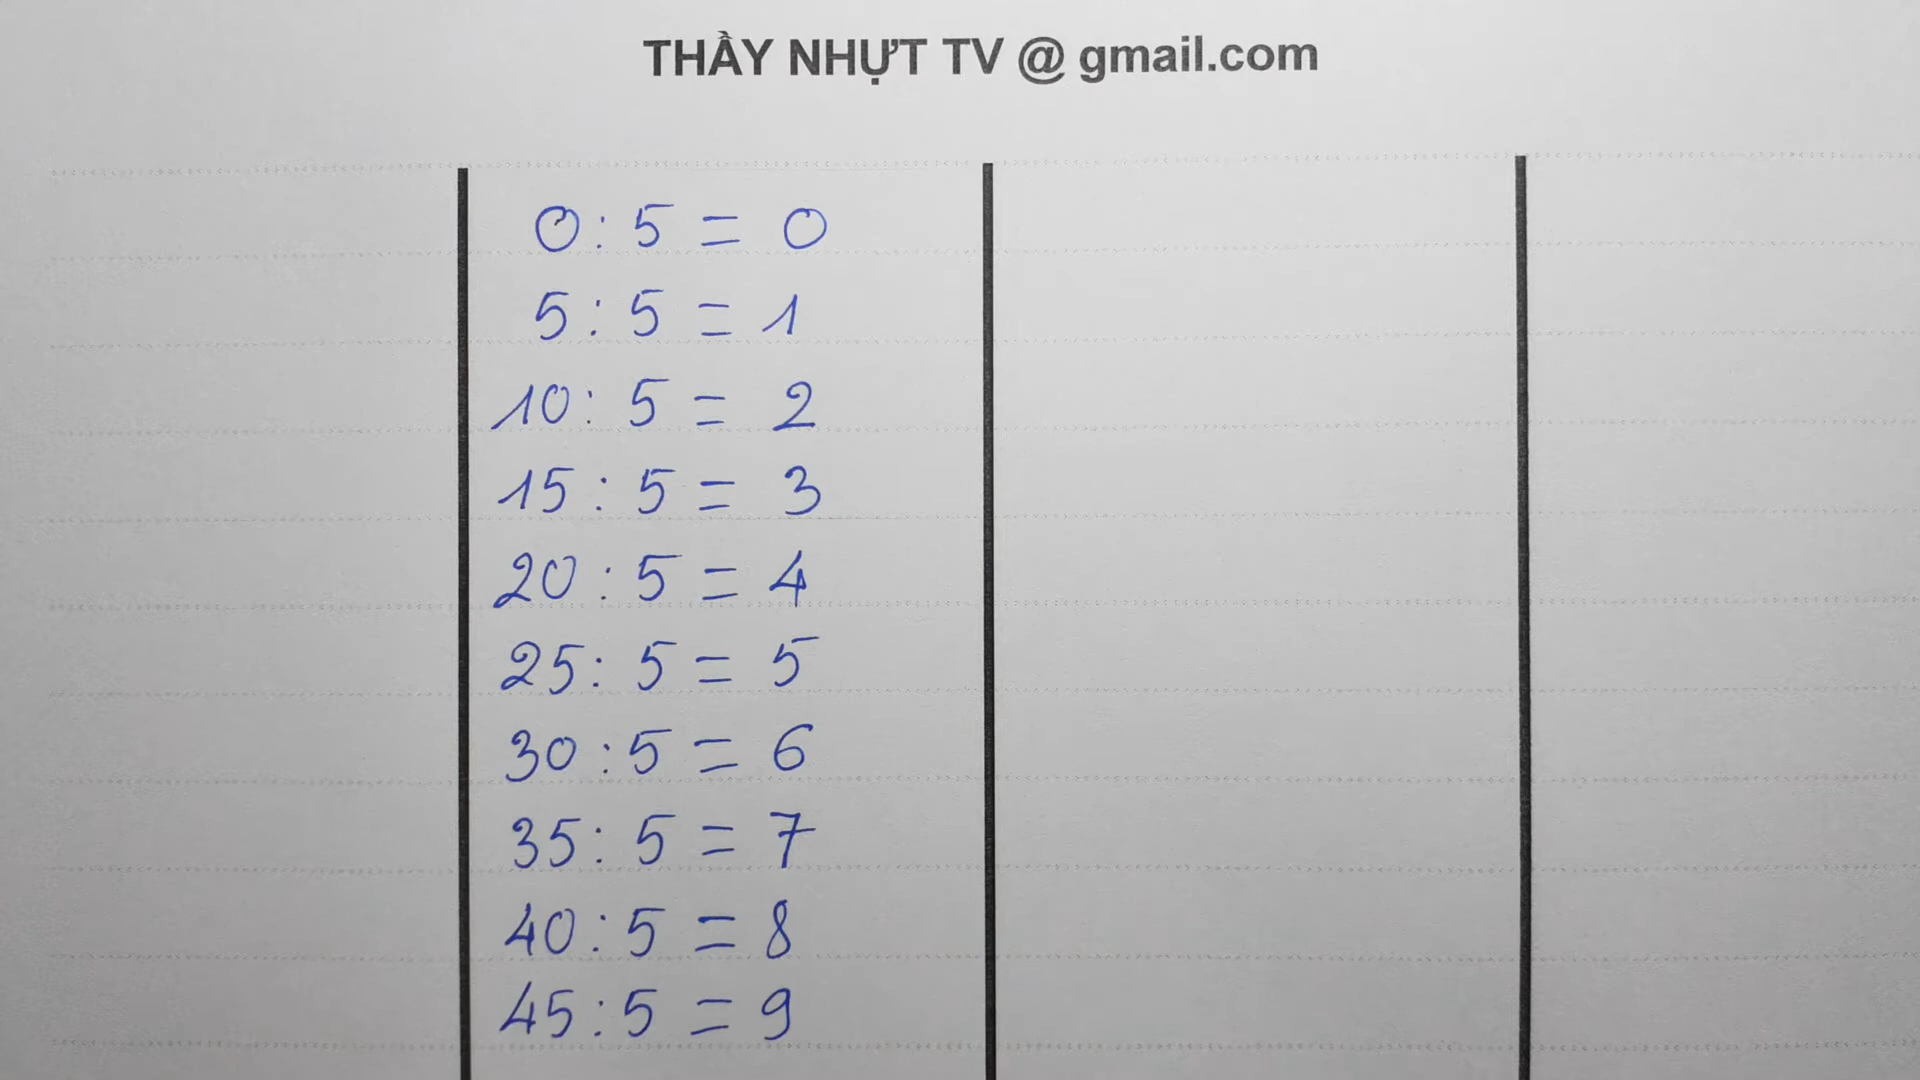 THẦY NHỰT TV @ gmail.com
0 : 5 = 0
5 : 5 = 1
10 : 5 = 2
15 : 5 = 3
20 : 5 = 4
25 : 5 = 5
30 : 5 = 6
35 : 5 = 7
40 : 5 = 8
45 : 5 = 9